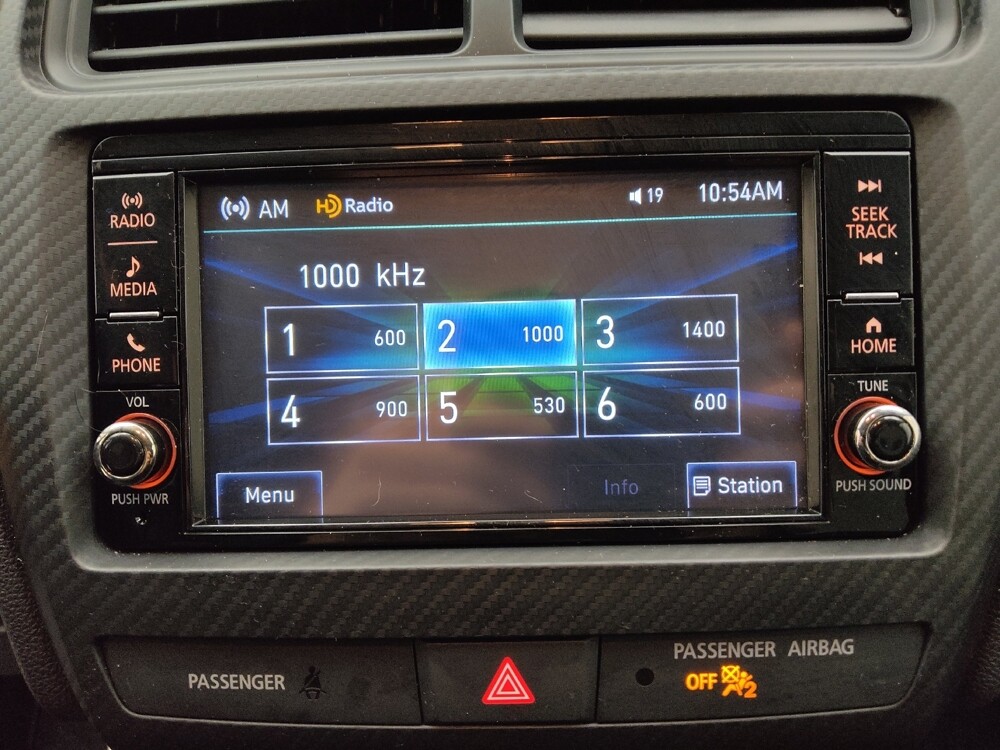 RADIO
MEDIA
PHONE
VOL
PUSH PWR
AM HD Radio 19 10:54AM
1000 kHz
1 600 2 1000 3 1400
4 900 5 530 6 600
Menu Info Station
SEEK
TRACK
HOME
TUNE
PUSH SOUND
PASSENGER
PASSENGER AIRBAG
OFF 2